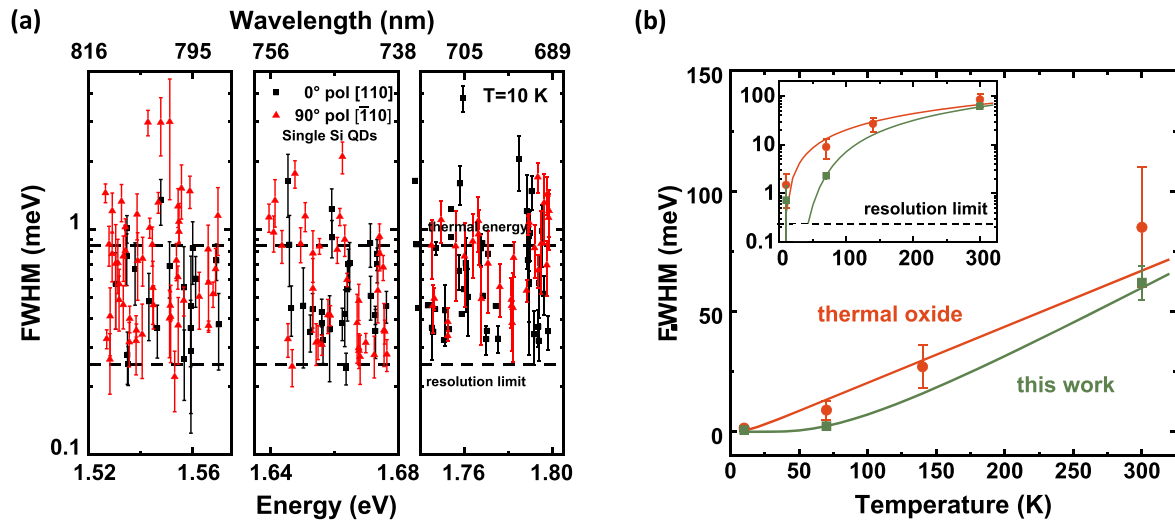 (a)
Wavelength (nm)
816 795 756 738 705 689
0° pol [110]
90° pol [1̅10]
Single Si QDs
T=10 K
thermal energy
resolution limit
FWHM (meV)
1
0.1
1.52 1.56 1.64 1.68 1.76 1.80
Energy (eV)
(b)
FWHM (meV)
150
100
50
0
100
10
1
0.1
resolution limit
0 100 200 300
thermal oxide
this work
0 50 100 150 200 250 300
Temperature (K)